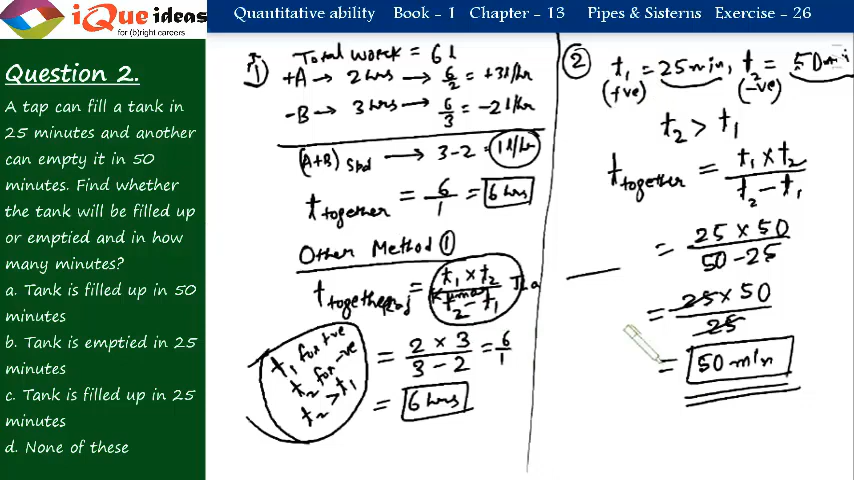 iQue ideas
for (b)right careers
Quantitative ability Book - 1 Chapter - 13 Pipes & Sisterns Exercise - 26
Question 2.
A tap can fill a tank in
25 minutes and another
can empty it in 50
minutes. Find whether
the tank will be filled up
or emptied and in how
many minutes?
a. Tank is filled up in 50
minutes
b. Tank is emptied in 25
minutes
c. Tank is filled up in 25
minutes
d. None of these
1) Total worck = 6 l
+A → 2 hrs → 6/2 = +3 l/hr
-B → 3 hrs → 6/3 = -2 l/hr
(A+B) Spd → 3-2 = 1 l/hr
t together = 6/1 = 6 hrs
Other Method ①
t together = t₁ × t₂ / t₂ - t₁
t₁ for +ve
t₂ for -ve
t₂ > t₁
= 2 × 3 / 3 - 2 = 6/1
= 6 hrs
② t₁ = 25 min, t₂ = 50 min
(+ve) (-ve)
t₂ > t₁
t together = t₁ × t₂ / t₂ - t₁
= 25 × 50 / 50 - 25
= 25 × 50 / 25
= 50 min